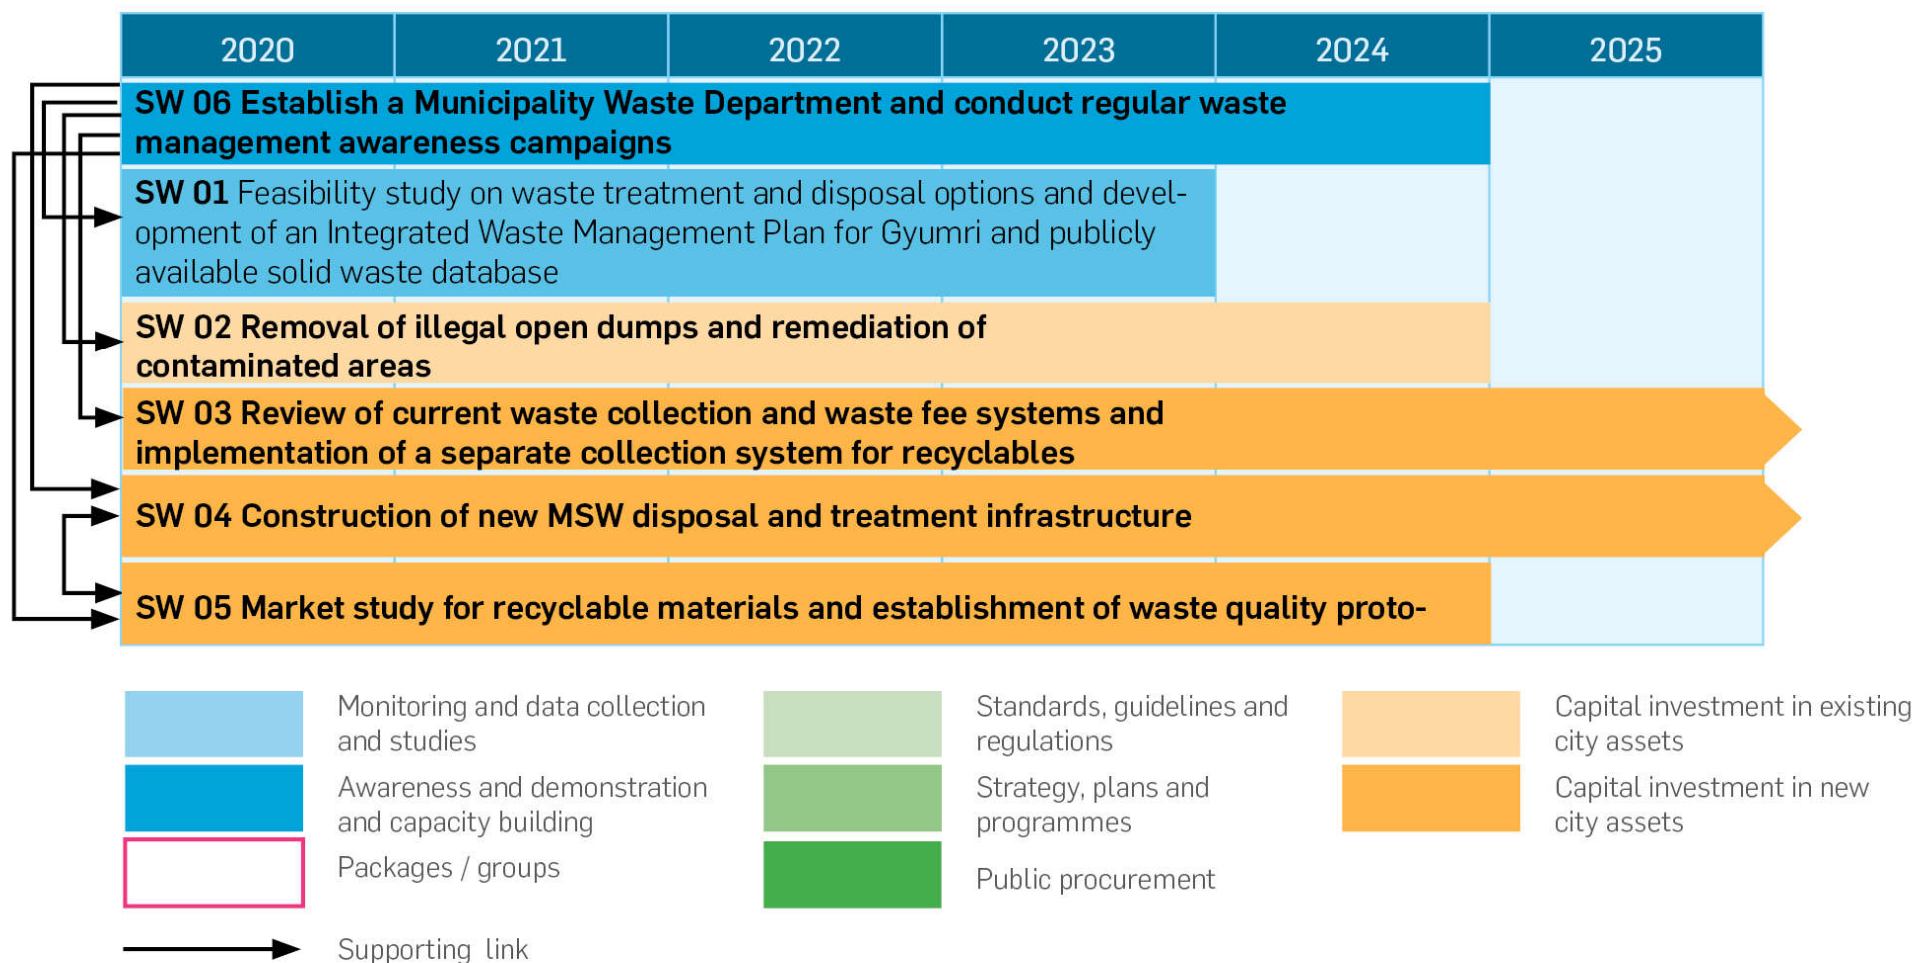 2020 2021 2022 2023 2024 2025
SW 06 Establish a Municipality Waste Department and conduct regular waste
management awareness campaigns
SW 01 Feasibility study on waste treatment and disposal options and devel-
opment of an Integrated Waste Management Plan for Gyumri and publicly
available solid waste database
SW 02 Removal of illegal open dumps and remediation of
contaminated areas
SW 03 Review of current waste collection and waste fee systems and
implementation of a separate collection system for recyclables
SW 04 Construction of new MSW disposal and treatment infrastructure
SW 05 Market study for recyclable materials and establishment of waste quality proto-
Monitoring and data collection
and studies
Awareness and demonstration
and capacity building
Packages / groups
Supporting link
Standards, guidelines and
regulations
Strategy, plans and
programmes
Public procurement
Capital investment in existing
city assets
Capital investment in new
city assets